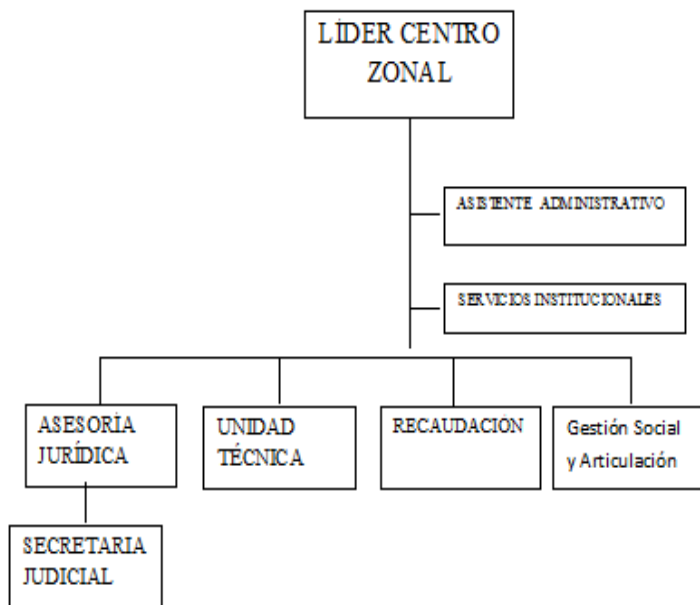 LÍDER CENTRO
ZONAL
ASISTENTE ADMINISTRATIVO
SERVICIOS INSTITUCIONALES
ASESORÍA
JURÍDICA
UNIDAD
TÉCNICA
RECAUDACIÓN
Gestión Social
y Articulación
SECRETARIA
JUDICIAL